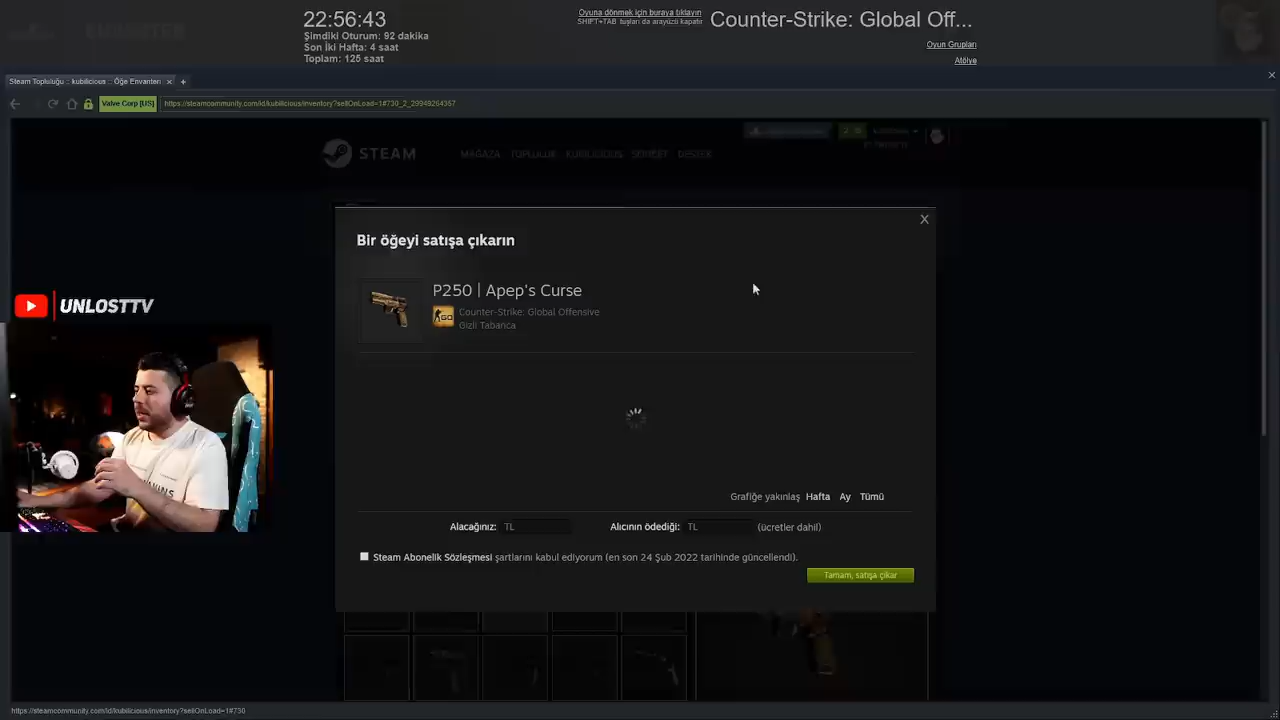 22:56:43
Şimdiki Oturum: 92 dakika
Son İki Hafta: 4 saat
Toplam: 125 saat
Oyuna dönmek için buraya tıklayın
SHIFT+TAB tuşları da arayüzü kapatır
Counter-Strike: Global Off...
Oyun Grupları
Atölye
Steam Topluluğu :: kubilicious :: Öğe Envanteri
Valve Corp [US]
https://steamcommunity.com/id/kubilicious/inventory?sellOnLoad=1#730_2_29949264357
STEAM
MAĞAZA TOPLULUK KUBILICIOUS SOHBET DESTEK
Bir öğeyi satışa çıkarın
X
P250 | Apep's Curse
Counter-Strike: Global Offensive
Gizli Tabanca
GO
UNLOSTTV
Grafiğe yakınlaş Hafta Ay Tümü
Alacağınız: TL Alıcının ödediği: TL (ücretler dahil)
Steam Abonelik Sözleşmesi şartlarını kabul ediyorum (en son 24 Şub 2022 tarihinde güncellendi).
Tamam, satışa çıkar
https://steamcommunity.com/id/kubilicious/inventory?sellOnLoad=1#730